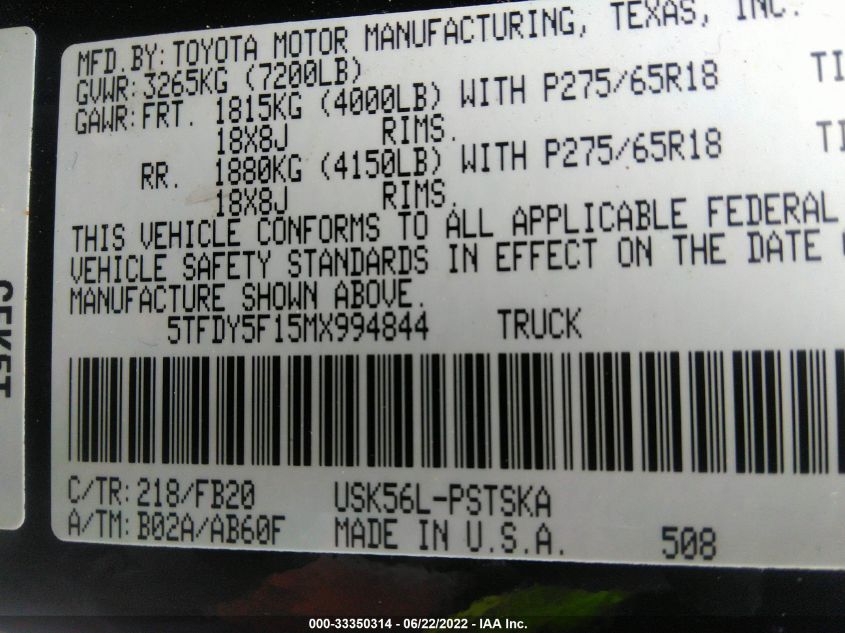 MFD.BY: TOYOTA MOTOR MANUFACTURING, TEXAS, INC.
GVWR: 3265KG (7200LB)
GAWR: FRT. 1815KG (4000LB) WITH P275/65R18 TI
18X8J RIMS.
RR. 1880KG (4150LB) WITH P275/65R18 TI
18X8J RIMS.
THIS VEHICLE CONFORMS TO ALL APPLICABLE FEDERAL
VEHICLE SAFETY STANDARDS IN EFFECT ON THE DATE
MANUFACTURE SHOWN ABOVE.
5TFDY5F15MX994844 TRUCK
C/TR: 218/FB20 USK56L-PSTSKA
A/TM: B02A/AB60F MADE IN U.S.A. 508
000-33350314 - 06/22/2022 - IAA Inc.